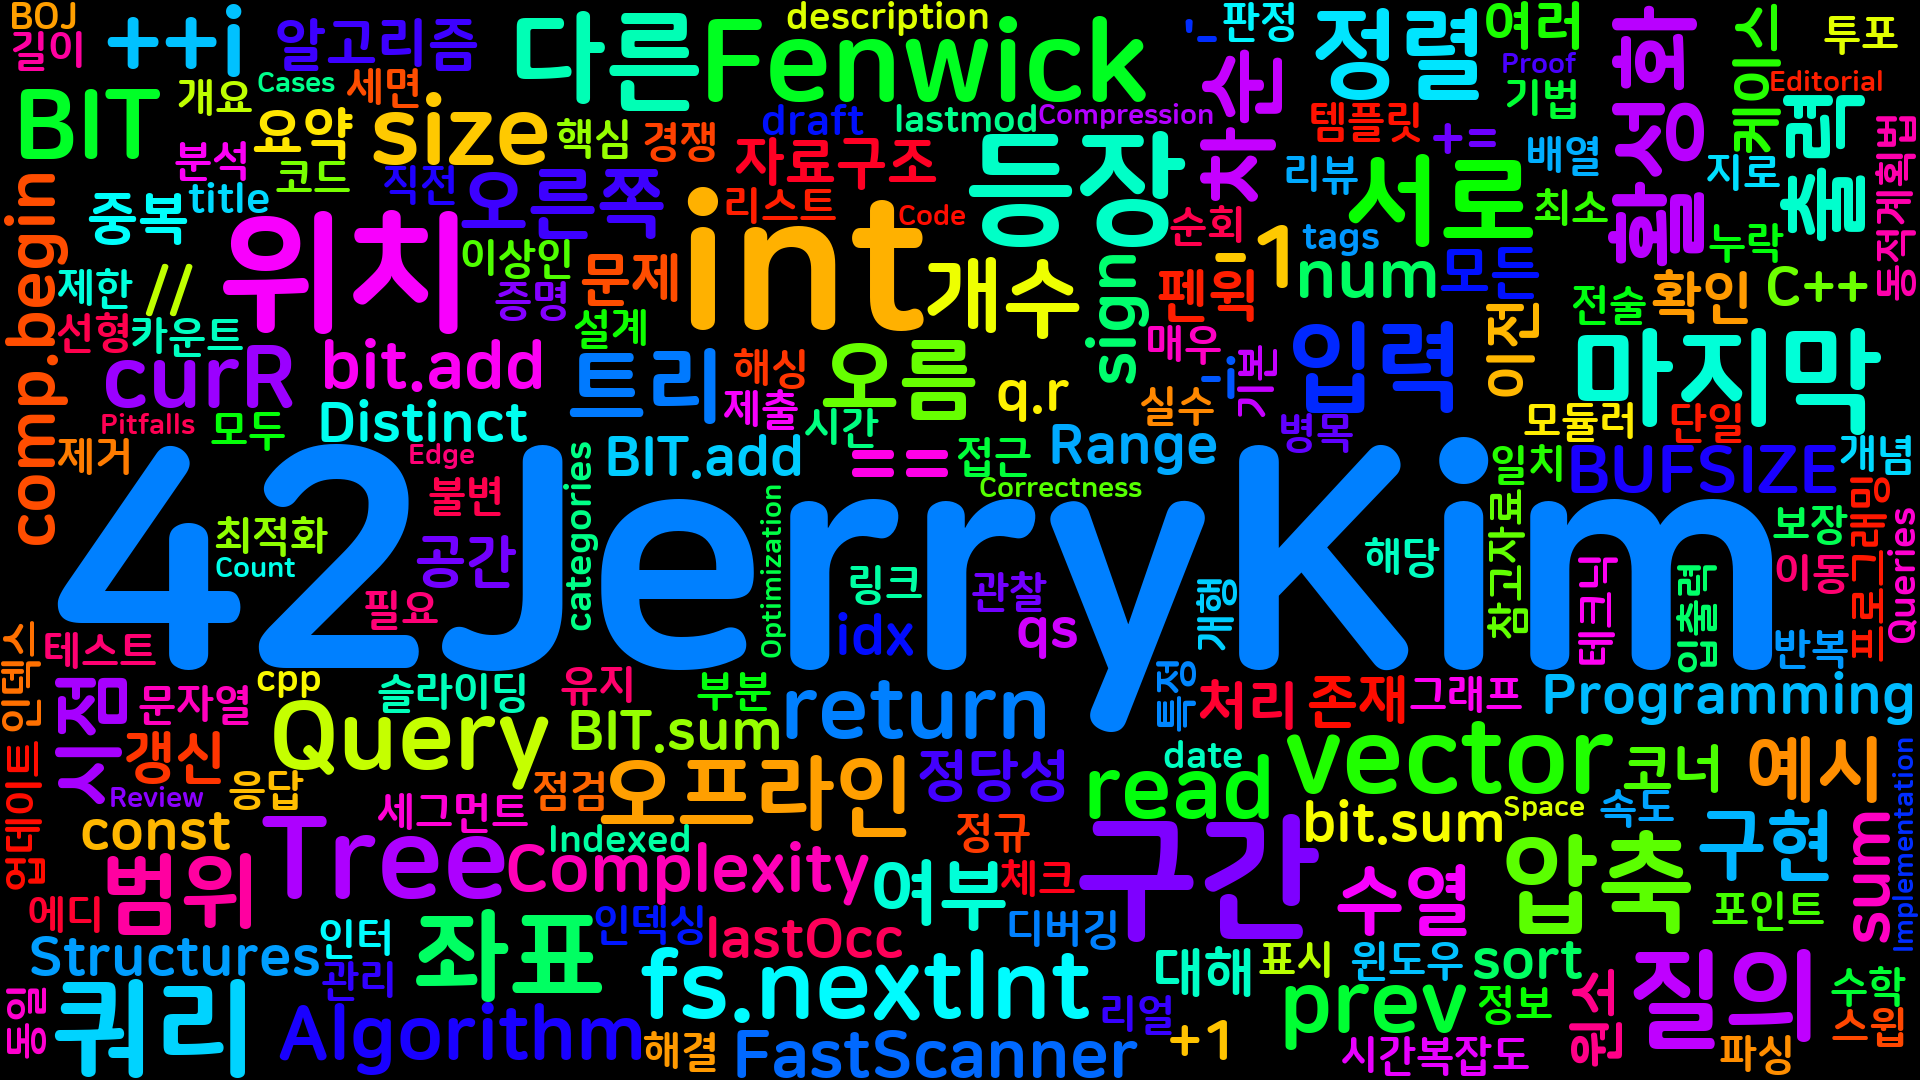 BOJ
길이
++i
알고리즘
다른
Fenwick
description
'-
판정
정렬
여러
활성화
케이시
투포
Cases
세면
개요
BIT
요약
size
핵심
경쟁
draft
lastmod
Compression
차순
템플릿
+=
Proof
기법
Editorial
출력
분석
코드
직전
오른쪽
자료구조
등장
리뷰
서로
배열
지로
동적계획법
comp.begin
중복
title
위치
이상인
int
리스트
Code
순회
-1
tags
최소
누락
제한
//
증명
문제
개수
sign
펜윅
num
모든
전술
확인
C++
선형
카운트
설계
매우
이전
curR
bit.add
트리
해싱
오름
q.r
-i
기본
입력
마지막
Pitfalls
모두
Distinct
제출
시간
실수
병목
모듈러
단일
제거
Edge
categories
BIT.add
==
접근
Range
일치
BUFSIZE
개념
42JerryKim
불변
Correctness
최적화
Count
공간
Optimization
링크
관찰
해당
참고자료
보장
프로그래밍
Queries
필요
idx
qs
개행
테크닉
입출력
이동
반복
인덱스
테스트
시점
문자열
cpp
슬라이딩
유지
부분
return
특정
처리
존재
그래프
Programming
Query
BIT.sum
갱신
업데이트
Review
응답
점검
오프라인
정당성
read
date
vector
코너
예시
Implementation
const
세그먼트
Indexed
정규
bit.sum
Space
속도
구현
범위
Tree
Complexity
여부
체크
구간
수열
압축
sum
에디
좌표
인덱싱
lastOcc
디버깅
포인트
Structures
인터
관리
fs.nextInt
대해
표시
윈도우
sort
원소
질의
수학
동일
쿼리
Algorithm
해결
FastScanner
리얼
+1
prev
정보
시간복잡도
파싱
스윕